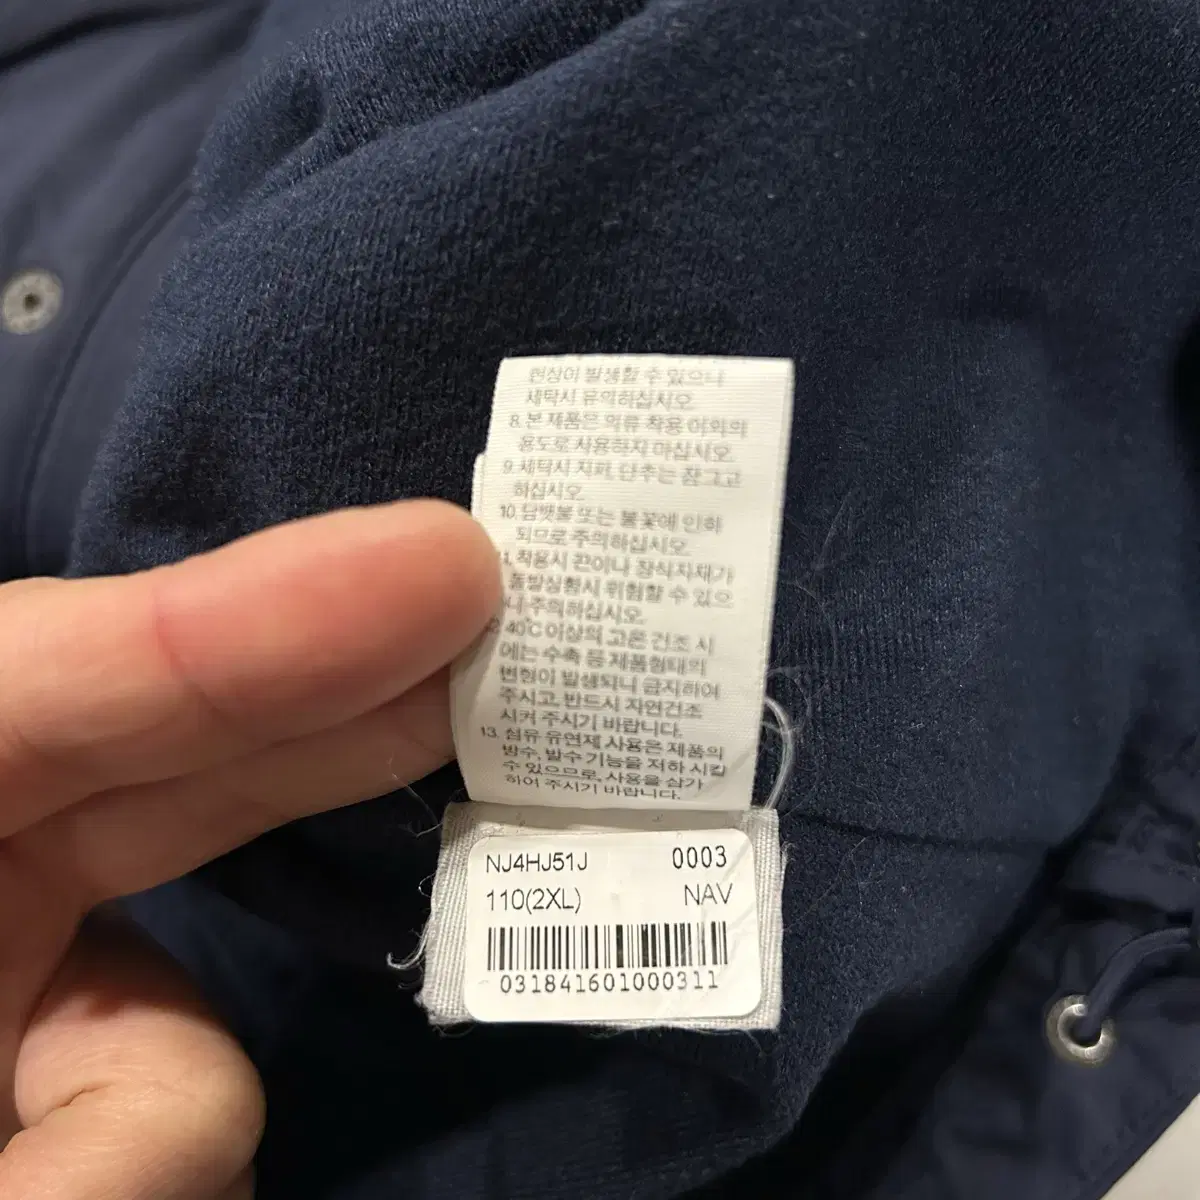 현상이 발생할 수 있으니
세탁시 유의하십시오.
8. 본 제품은 의류 착용 이외의
용도로 사용하지 마십시오.
9. 세탁시 지퍼, 단추는 잠그고
하십시오.
10. 담뱃불 또는 불꽃에 인화
되므로 주의하십시오.
1. 착용시 끈이나 장식자재가
돌발상황시 위험할 수 있으
니 주의하십시오.
2. 40°C 이상의 고온 건조 시
에는 수축 등 제품형태의
변형이 발생되니 금지하여
주시고, 반드시 자연건조
시켜 주시기 바랍니다.
13. 섬유 유연제 사용은 제품의
방수, 발수 기능을 저하 시킬
수 있으므로, 사용을 삼가
하여 주시기 바랍니다.
NJ4HJ51J 0003
110(2XL) NAV
031841601000311